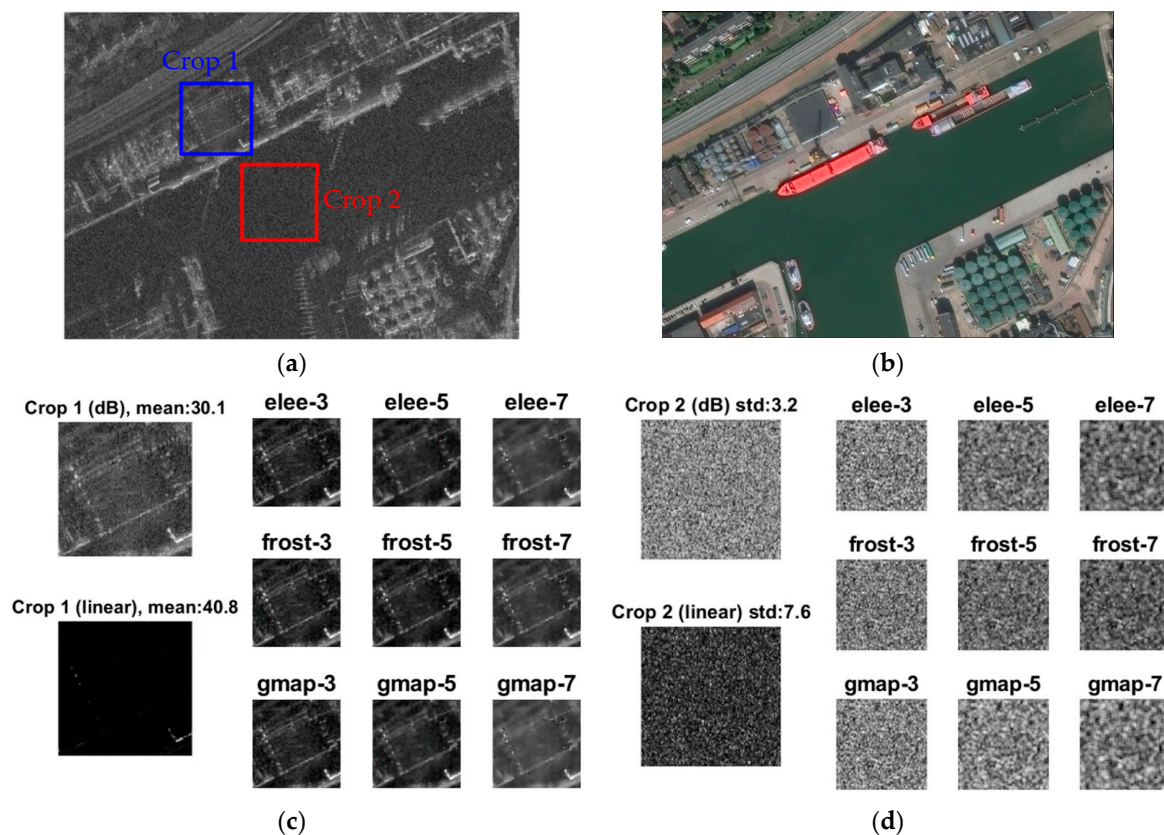 Crop 1
Crop 2
(a)
(b)
Crop 1 (dB), mean:30.1
elee-3 elee-5 elee-7
frost-3 frost-5 frost-7
Crop 1 (linear), mean:40.8
gmap-3 gmap-5 gmap-7
(c)
Crop 2 (dB) std:3.2
elee-3 elee-5 elee-7
frost-3 frost-5 frost-7
Crop 2 (linear) std:7.6
gmap-3 gmap-5 gmap-7
(d)